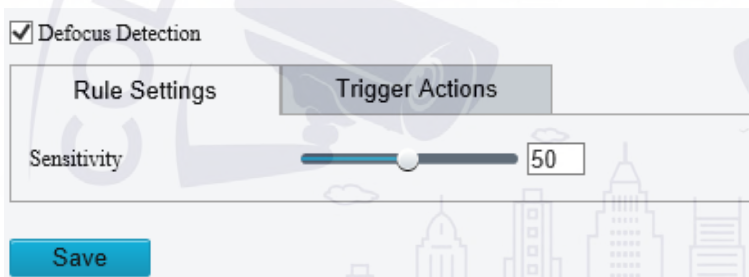 Defocus Detection
Rule Settings
Trigger Actions
Sensitivity
50
Save